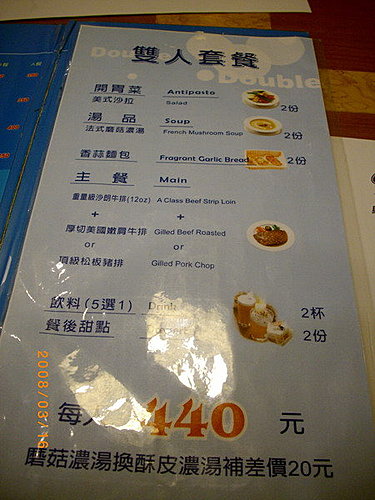 雙人套餐
Double
開胃菜 Antipasto
美式沙拉 Salad 2份
湯品 Soup
法式蘑菇濃湯 French Mushroom Soup 2份
香蒜麵包 Fragrant Garlic Bread 2份
主餐 Main
重量級沙朗牛排(12oz) A Class Beef Strip Loin
+ +
厚切美國嫩肩牛排 Gilled Beef Roasted
or or
頂級松板豬排 Gilled Pork Chop
飲料(5選1) Drink 2杯
餐後甜點 2份
每人 440 元
蘑菇濃湯換酥皮濃湯補差價20元
2008/03/16